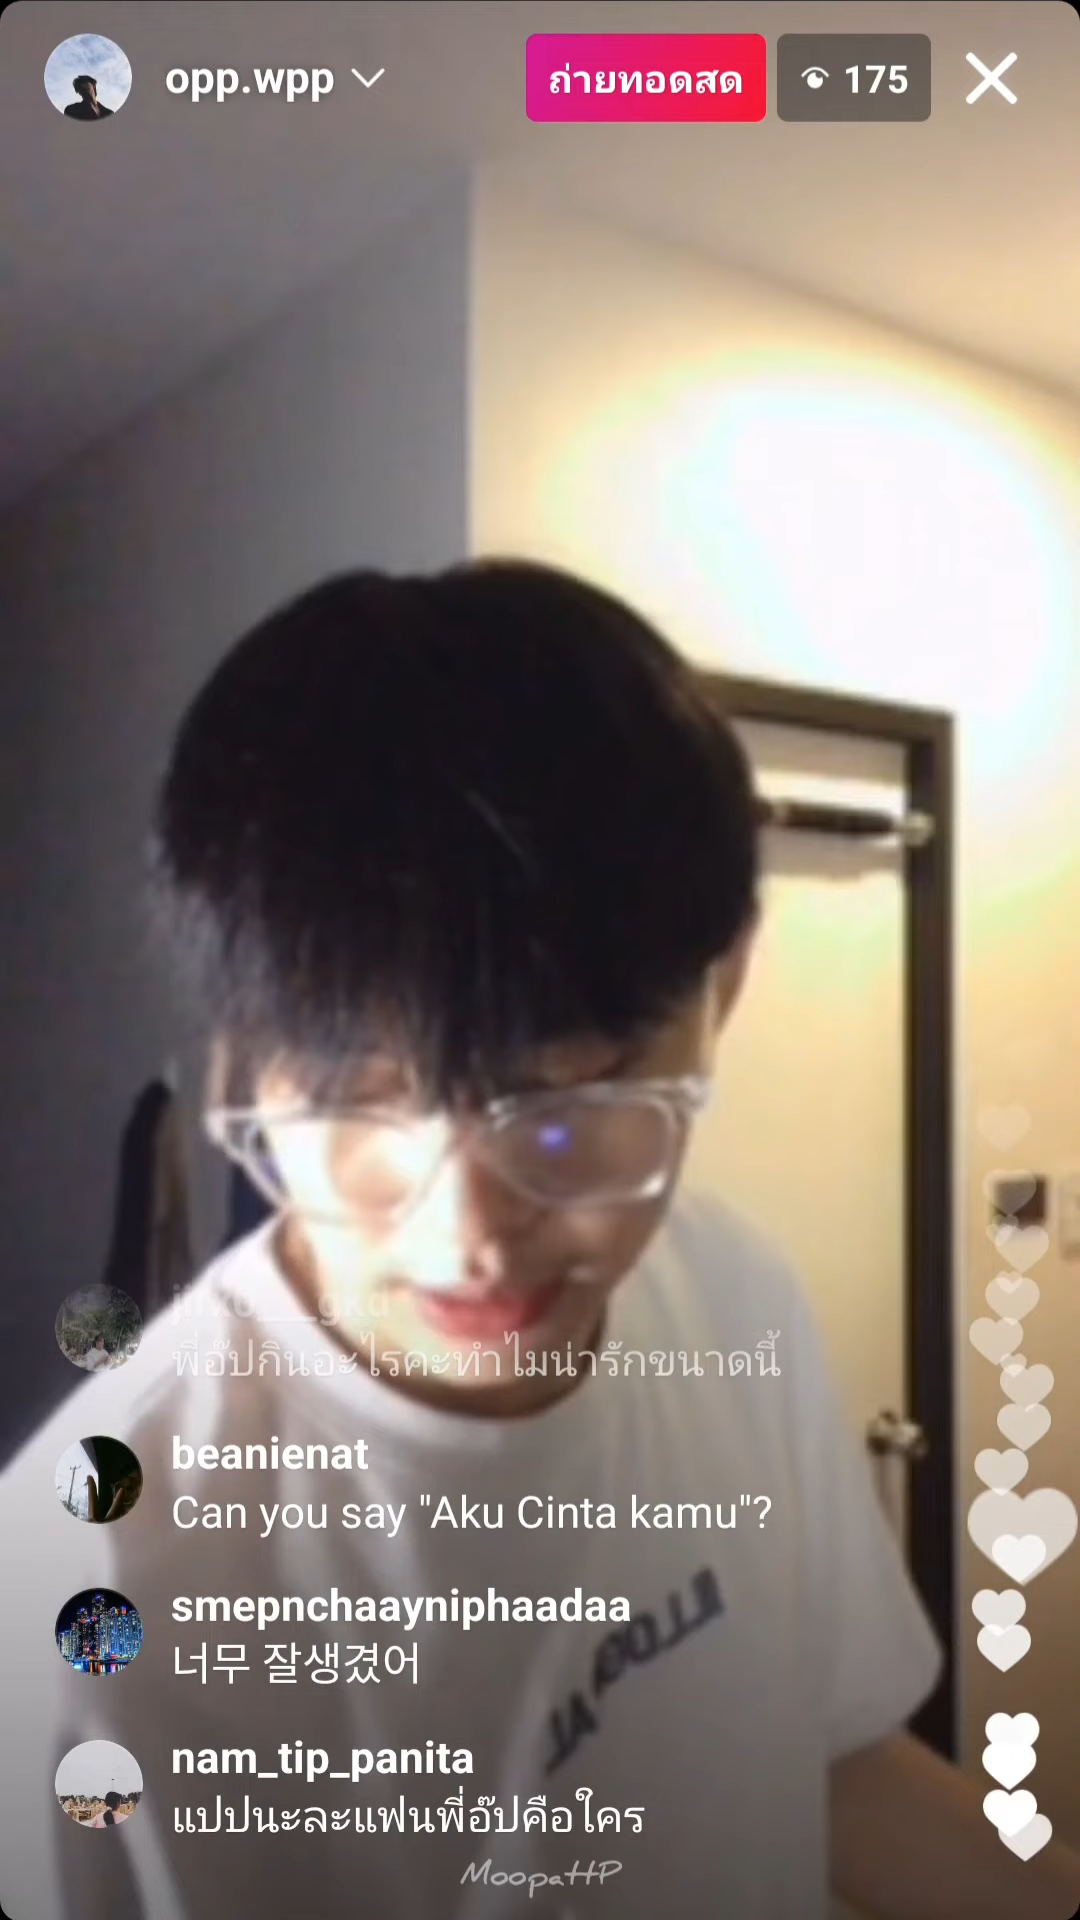 opp.wpp
ถ่ายทอดสด
175
พี่อ๊ปกินอะไรคะทำไมน่ารักขนาดนี้
beanienat
Can you say "Aku Cinta kamu"?
smepnchaayniphaadaa
너무 잘생겼어
nam_tip_panita
แปปนะละแฟนพี่อ๊ปคือใคร
MoopaHP